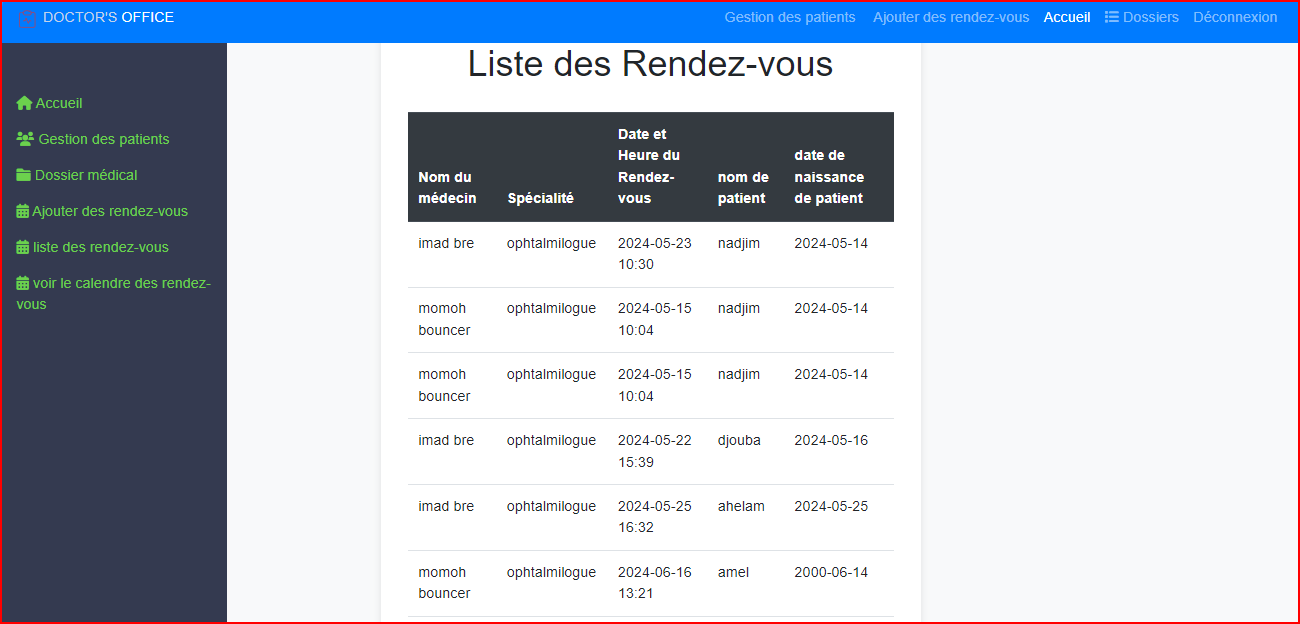 DOCTOR'S OFFICE
Gestion des patients Ajouter des rendez-vous Accueil Dossiers Déconnexion
Accueil
Gestion des patients
Dossier médical
Ajouter des rendez-vous
liste des rendez-vous
voir le calendre des rendez-
vous
Liste des Rendez-vous
Nom du médecin Spécialité Date et Heure du Rendez-vous nom de patient date de naissance de patient
imad bre ophtalmilogue 2024-05-23 10:30 nadjim 2024-05-14
momoh bouncer ophtalmilogue 2024-05-15 10:04 nadjim 2024-05-14
momoh bouncer ophtalmilogue 2024-05-15 10:04 nadjim 2024-05-14
imad bre ophtalmilogue 2024-05-22 15:39 djouba 2024-05-16
imad bre ophtalmilogue 2024-05-25 16:32 ahelam 2024-05-25
momoh bouncer ophtalmilogue 2024-06-16 13:21 amel 2000-06-14